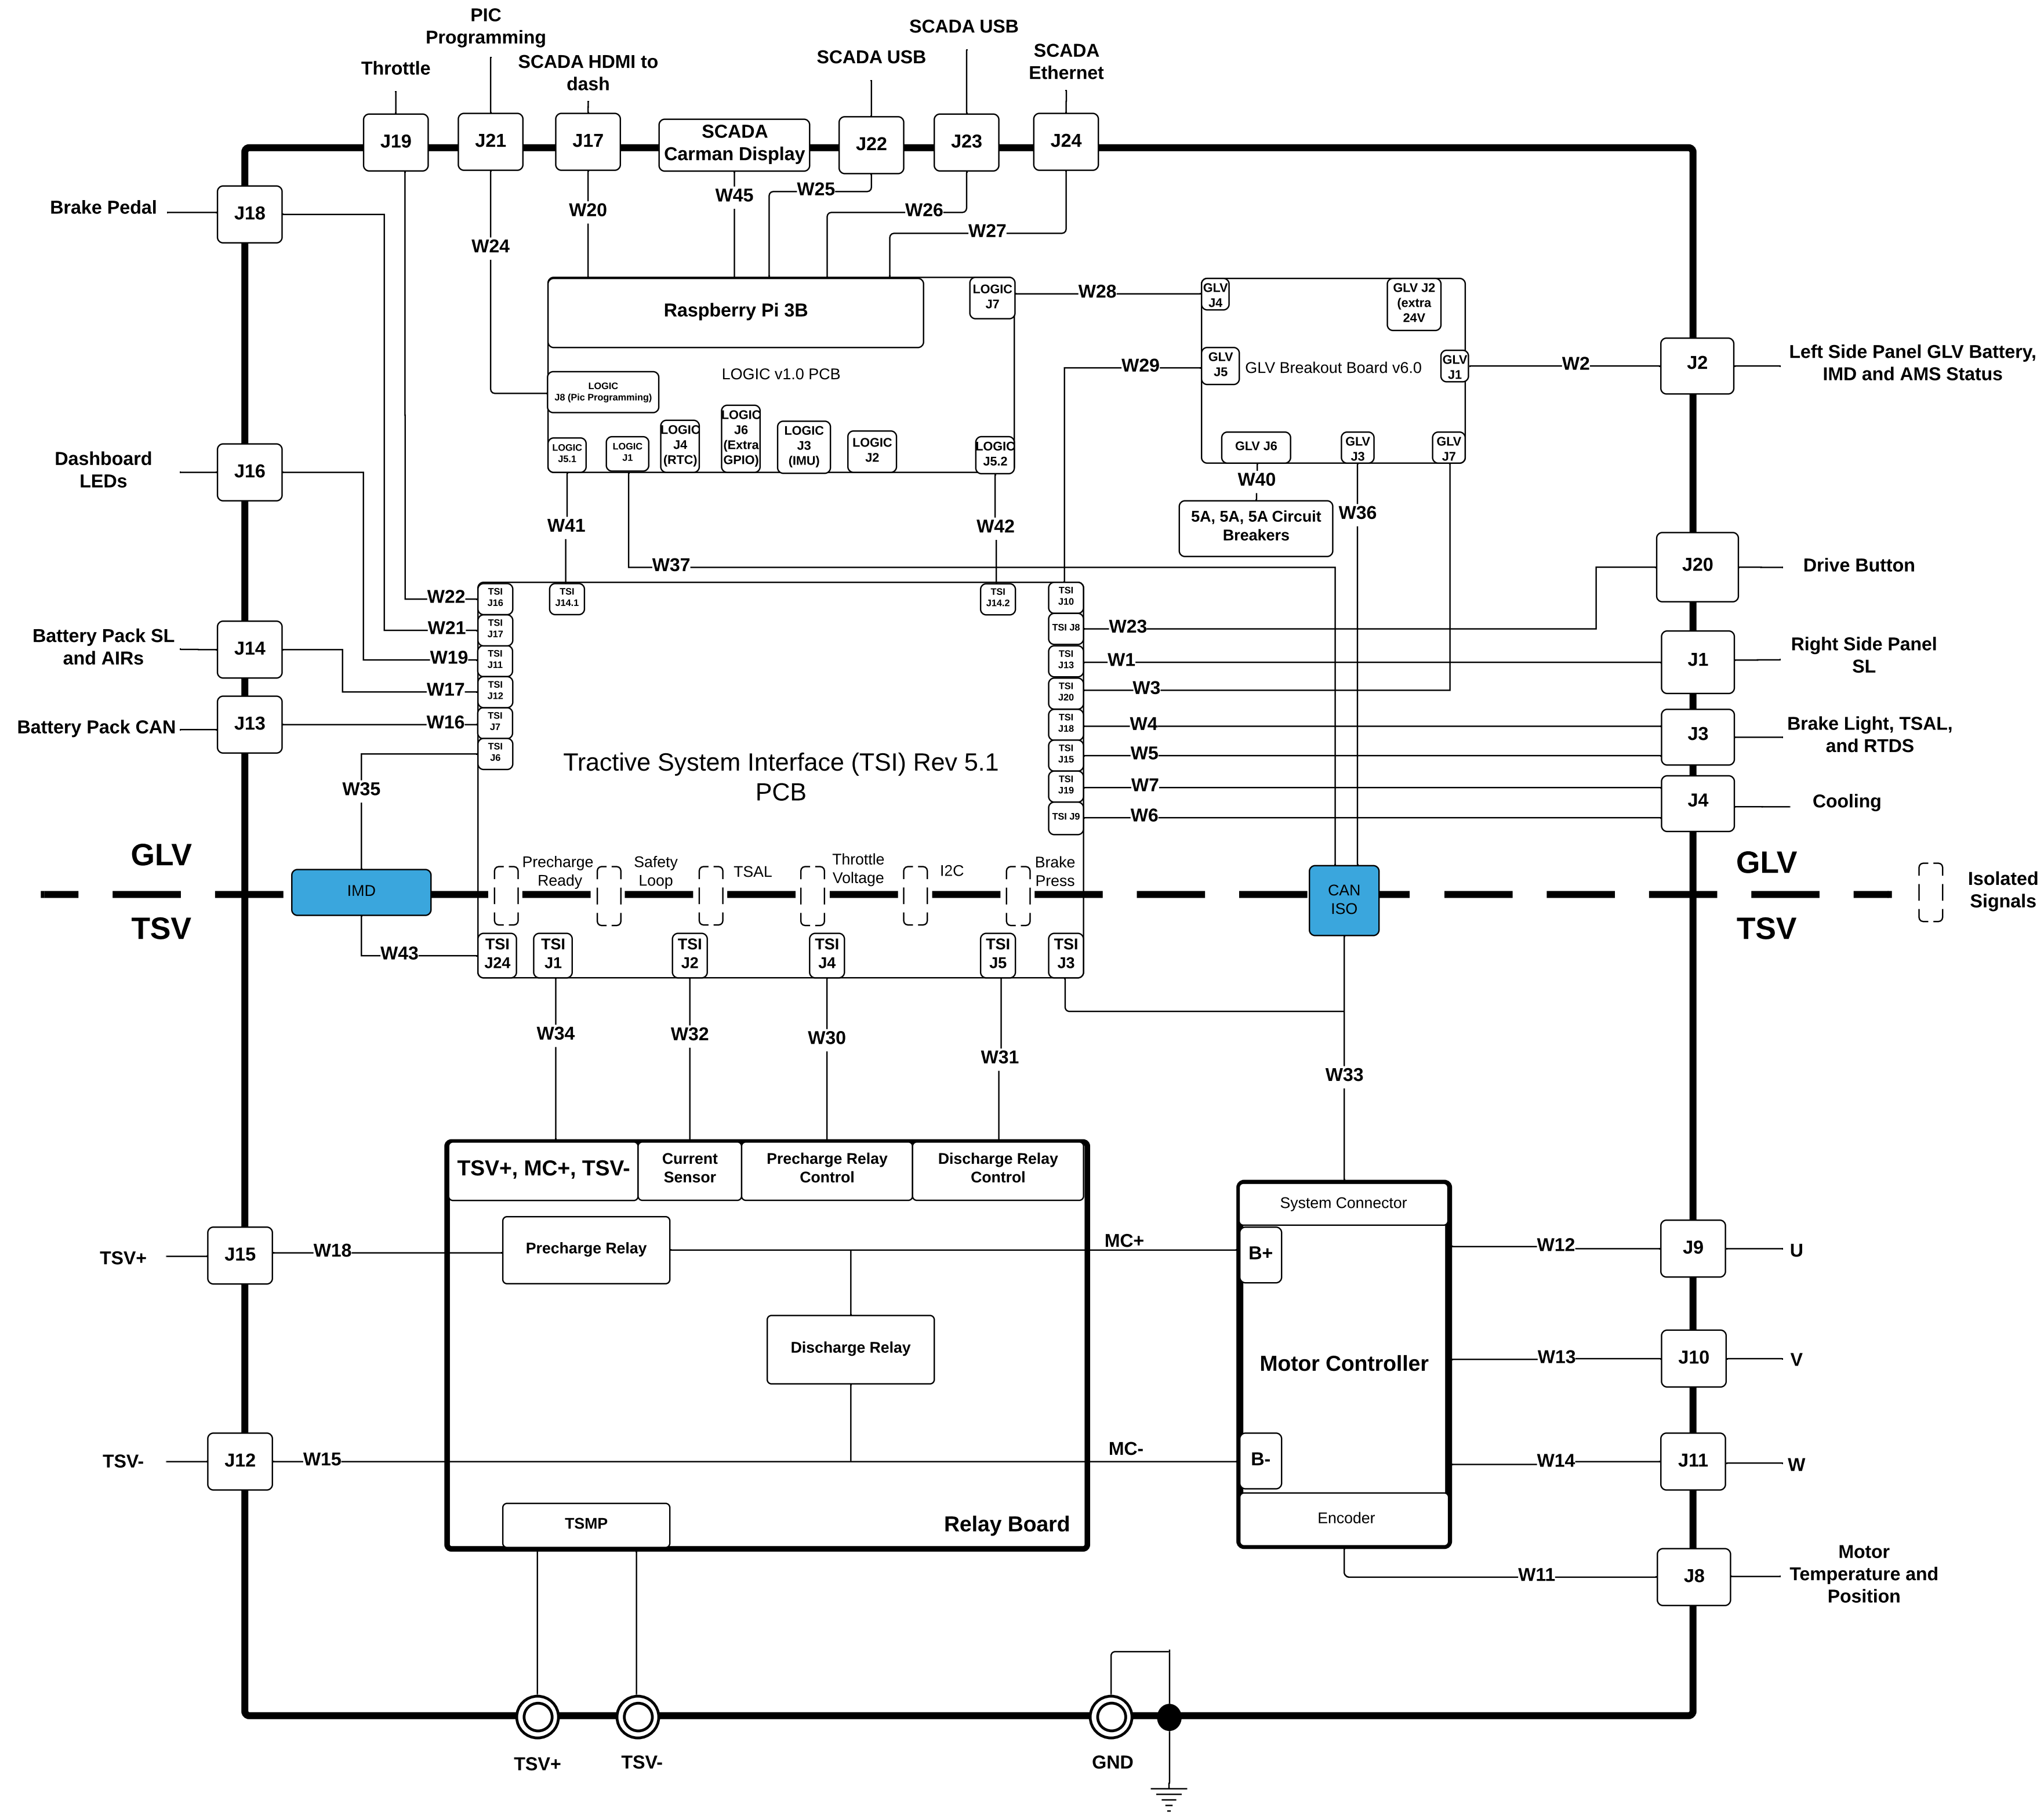 PIC
Programming
SCADA USB
SCADA USB
SCADA
Ethernet
Throttle
SCADA HDMI to
dash
J19
J21
J17
SCADA
Carman Display
J22
J23
J24
Brake Pedal
J18
W20
W45
W25
W26
W27
W24
Raspberry Pi 3B
LOGIC
J7
W28
GLV
J4
GLV J2
(extra
24V
LOGIC v1.0 PCB
LOGIC
J8 (Pic Programming)
W29
GLV
J5
GLV Breakout Board v6.0
GLV
J1
W2
J2
Left Side Panel GLV Battery,
IMD and AMS Status
LOGIC
J5.1
LOGIC
J1
LOGIC
J4
(RTC)
LOGIC
J6
(Extra
GPIO)
LOGIC
J3
(IMU)
LOGIC
J2
LOGIC
J5.2
GLV J6
GLV
J3
GLV
J7
Dashboard
LEDs
J16
W40
5A, 5A, 5A Circuit
Breakers
W36
W41
W42
W37
J20
Drive Button
W22
TSI
J16
TSI
J14.1
TSI
J14.2
TSI
J10
W21
TSI
J17
TSI J8
W23
Battery Pack SL
and AIRs
J14
W19
TSI
J11
TSI
J13
W1
J1
Right Side Panel
SL
W17
TSI
J12
TSI
J20
W3
Battery Pack CAN
J13
W16
TSI
J7
TSI
J18
W4
J3
Brake Light, TSAL,
and RTDS
TSI
J6
TSI
J15
W5
Tractive System Interface (TSI) Rev 5.1
PCB
W35
TSI
J19
W7
J4
Cooling
TSI J9
W6
GLV
TSV
IMD
Precharge
Ready
Safety
Loop
TSAL
Throttle
Voltage
I2C
Brake
Press
CAN
ISO
GLV
TSV
Isolated
Signals
W43
TSI
J24
TSI
J1
TSI
J2
TSI
J4
TSI
J5
TSI
J3
W34
W32
W30
W31
W33
TSV+, MC+, TSV-
Current
Sensor
Precharge Relay
Control
Discharge Relay
Control
System Connector
TSV+
J15
W18
Precharge Relay
MC+
B+
W12
J9
U
Discharge Relay
Motor Controller
W13
J10
V
TSV-
J12
W15
MC-
B-
W14
J11
W
TSMP
Relay Board
Encoder
W11
J8
Motor
Temperature and
Position
TSV+
TSV-
GND